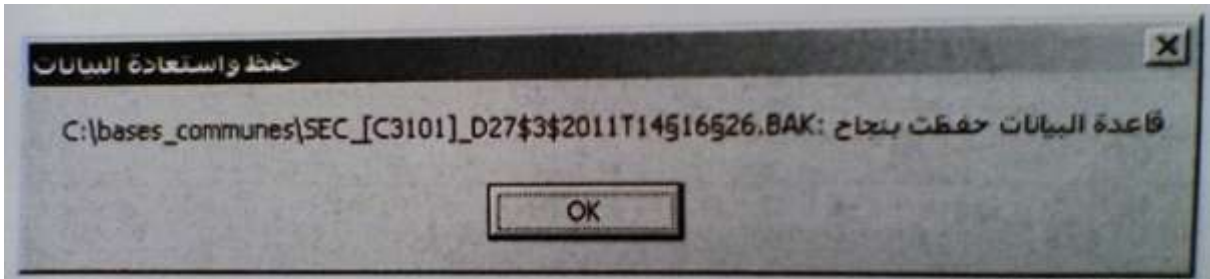 حفظ واستعادة البيانات
قاعدة البيانات حفظت بنجاح :C:\bases_communes\SEC_[C3101]_D27$3$2011T14§16§26.BAK
OK